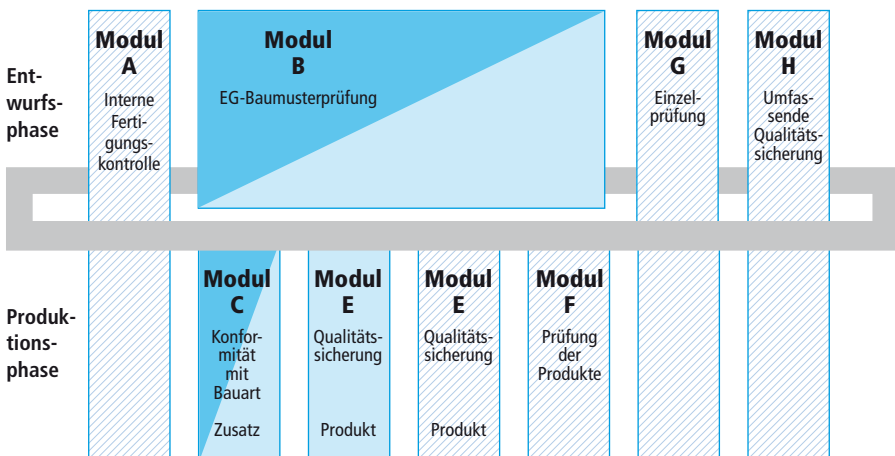 Ent-
wurfs-
phase
Modul
A
Interne
Ferti-
gungs-
kontrolle
Modul
B
EG-Baumusterprüfung
Modul
G
Einzel-
prüfung
Modul
H
Umfas-
sende
Qualitäts-
sicherung
Produk-
tions-
phase
Modul
C
Konfor-
mität
mit
Bauart
Zusatz
Modul
E
Qualitäts-
sicherung
Produkt
Modul
E
Qualitäts-
sicherung
Produkt
Modul
F
Prüfung
der
Produkte